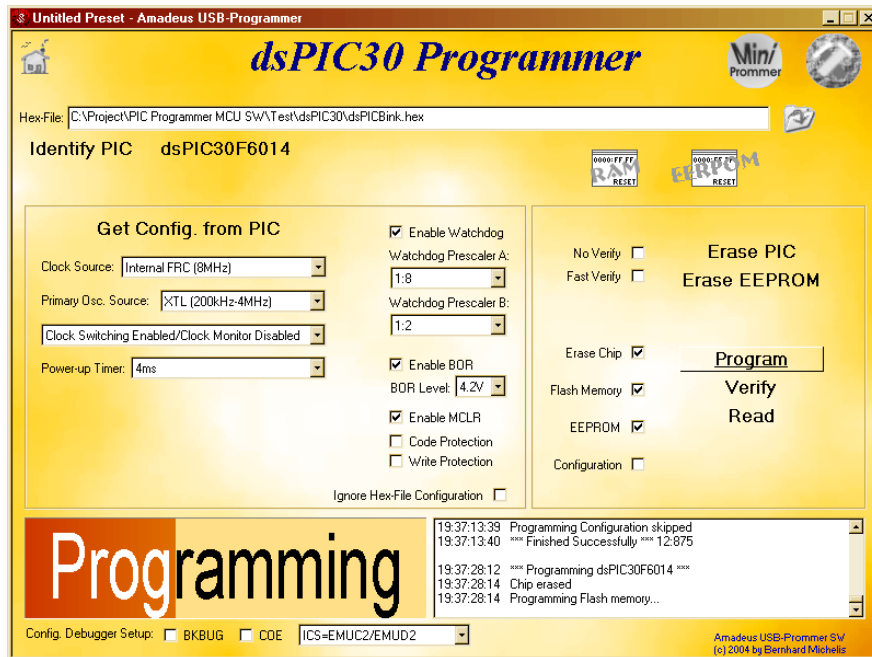 Untitled Preset - Amadeus USB-Programmer
dsPIC30 Programmer
Mini
Prommer
Hex-File: C:\Project\PIC Programmer MCU SW\Test\dsPIC30\dsPICBink.hex
Identify PIC dsPIC30F6014
0000:FF FF
RAM
RESET
0000:FF FF
EERPOM
RESET
Get Config. from PIC
Clock Source: Internal FRC (8MHz)
Primary Osc. Source: XTL (200kHz-4MHz)
Clock Switching Enabled/Clock Monitor Disabled
Power-up Timer: 4ms
Enable Watchdog
Watchdog Prescaler A:
1:8
Watchdog Prescaler B:
1:2
Enable BOR
BOR Level: 4.2V
Enable MCLR
Code Protection
Write Protection
Ignore Hex-File Configuration
No Verify
Fast Verify
Erase Chip
Flash Memory
EEPROM
Configuration
Erase PIC
Erase EEPROM
Program
Verify
Read
Programming
19:37:13:39 Programming Configuration skipped
19:37:13:40 *** Finished Successfully *** 12:875
19:37:28:12 *** Programming dsPIC30F6014 ***
19:37:28:14 Chip erased
19:37:28:14 Programming Flash memory...
Config. Debugger Setup: BKBUG COE ICS=EMUC2/EMUD2
Amadeus USB-Prommer SW
(c) 2004 by Bernhard Michelis